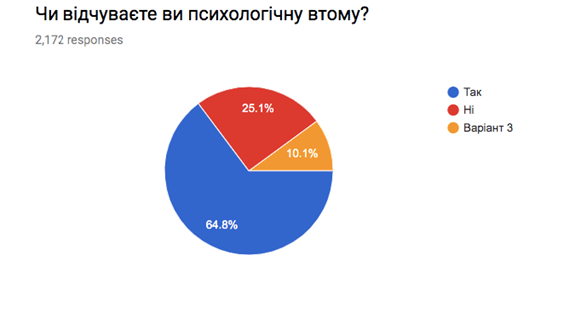 Чи відчуваєте ви психологічну втому?
2,172 responses
25.1%
10.1%
64.8%
Так
Ні
Варіант 3